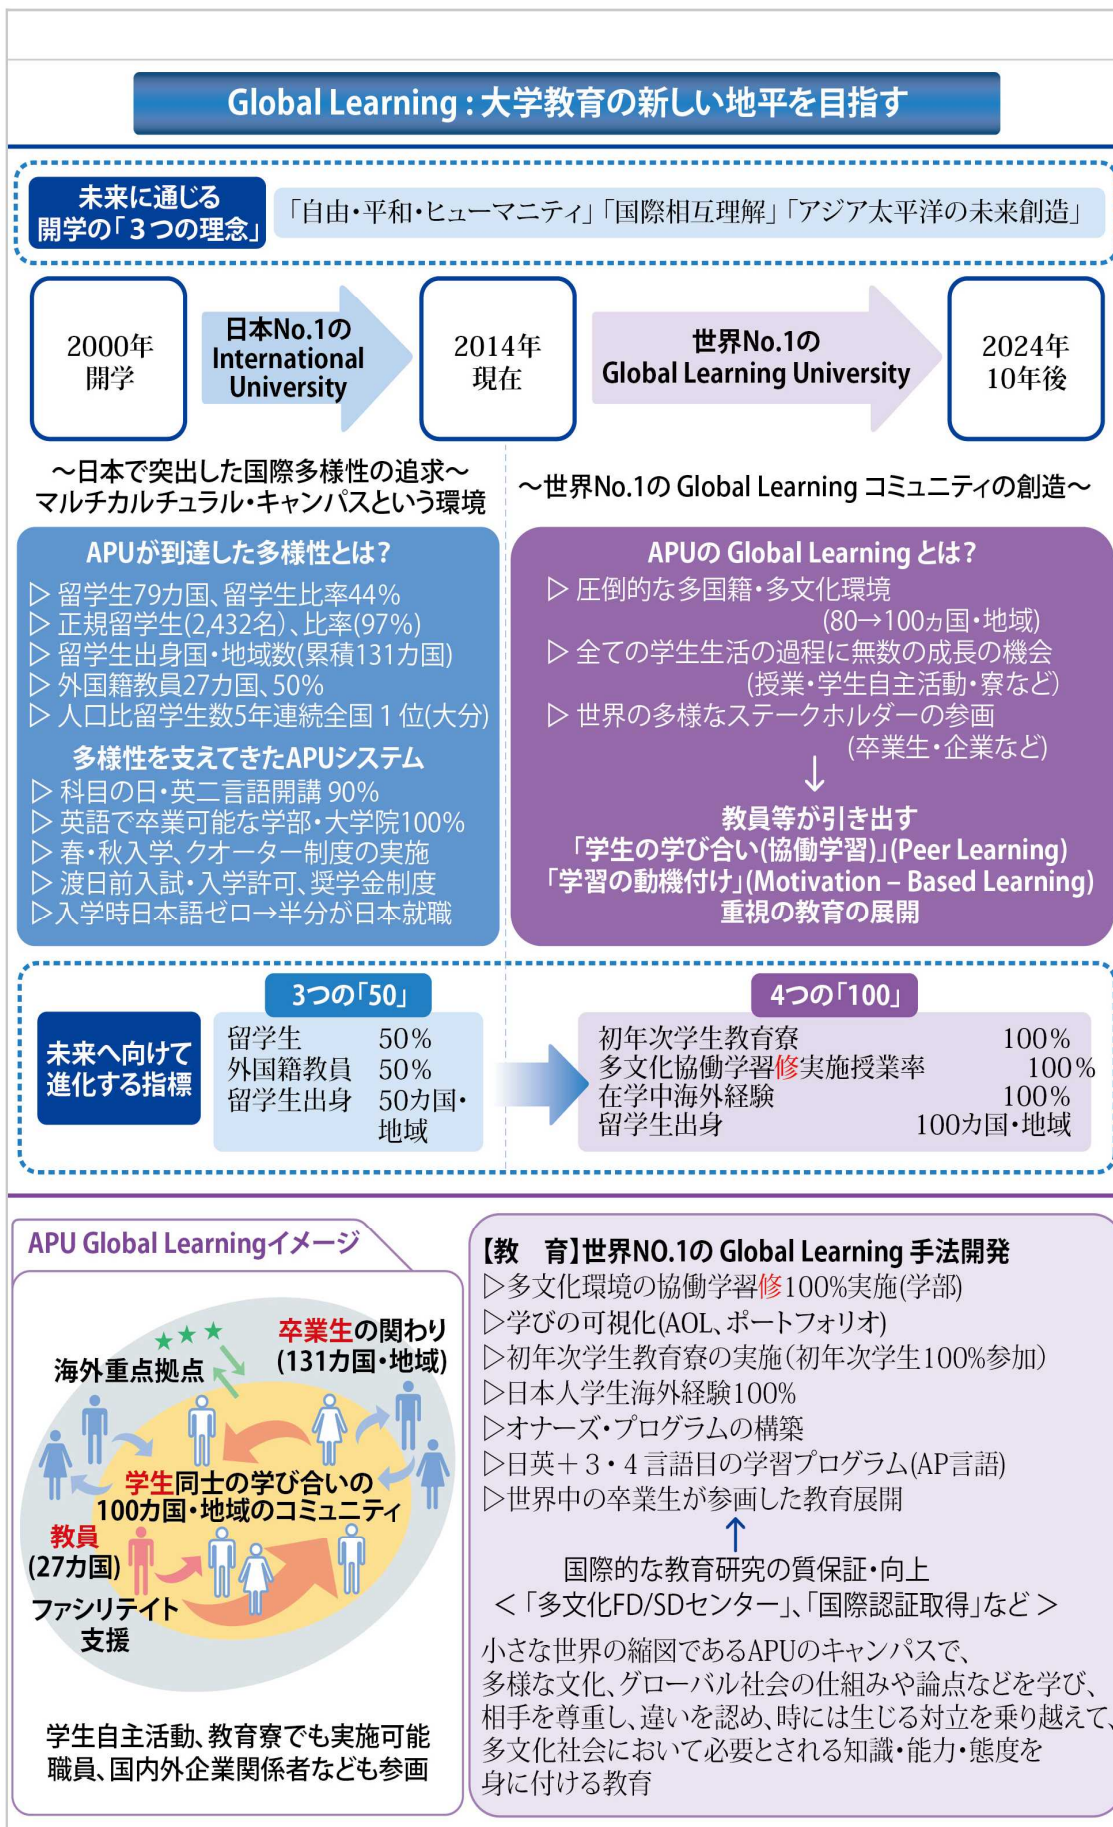 Global Learning : 大学教育の新しい地平を目指す
未来に通じる
開学の「３つの理念」
「自由・平和・ヒューマニティ」「国際相互理解」「アジア太平洋の未来創造」
2000年
開学
日本No.1の
International
University
2014年
現在
世界No.1の
Global Learning University
2024年
10年後
～日本で突出した国際多様性の追求～
マルチカルチュラル・キャンパスという環境
APUが到達した多様性とは？
▷ 留学生79カ国、留学生比率44％
▷ 正規留学生(2,432名)、比率(97％)
▷ 留学生出身国・地域数(累積131カ国)
▷ 外国籍教員27カ国、50％
▷ 人口比留学生数5年連続全国１位(大分)
多様性を支えてきたAPUシステム
▷ 科目の日・英二言語開講 90％
▷ 英語で卒業可能な学部・大学院100％
▷ 春・秋入学、クオーター制度の実施
▷ 渡日前入試・入学許可、奨学金制度
▷入学時日本語ゼロ→半分が日本就職
～世界No.1の Global Learning コミュニティの創造～
APUの Global Learning とは？
▷ 圧倒的な多国籍・多文化環境
(80→100ヵ国・地域)
▷ 全ての学生生活の過程に無数の成長の機会
(授業・学生自主活動・寮など)
▷ 世界の多様なステークホルダーの参画
(卒業生・企業など)
↓
教員等が引き出す
「学生の学び合い(協働学習)」(Peer Learning)
「学習の動機付け」(Motivation – Based Learning)
重視の教育の展開
未来へ向けて
進化する指標
3つの「50」
留学生 50％
外国籍教員 50％
留学生出身 50カ国・
地域
4つの「100」
初年次学生教育寮 100％
多文化協働学習修実施授業率 100％
在学中海外経験 100％
留学生出身 100カ国・地域
APU Global Learningイメージ
★★★
海外重点拠点
卒業生の関わり
(131カ国・地域)
学生同士の学び合いの
100カ国・地域のコミュニティ
教員
(27カ国)
ファシリテイト
支援
学生自主活動、教育寮でも実施可能
職員、国内外企業関係者なども参画
【教　育】世界NO.1の Global Learning 手法開発
▷多文化環境の協働学習修100%実施(学部)
▷学びの可視化(AOL、ポートフォリオ)
▷初年次学生教育寮の実施（初年次学生100%参加）
▷日本人学生海外経験100%
▷オナーズ・プログラムの構築
▷日英＋３・４言語目の学習プログラム(AP言語)
▷世界中の卒業生が参画した教育展開
↑
国際的な教育研究の質保証・向上
＜「多文化FD/SDセンター」、「国際認証取得」など＞
小さな世界の縮図であるAPUのキャンパスで、
多様な文化、グローバル社会の仕組みや論点などを学び、
相手を尊重し、違いを認め、時には生じる対立を乗り越えて、
多文化社会において必要とされる知識・能力・態度を
身に付ける教育